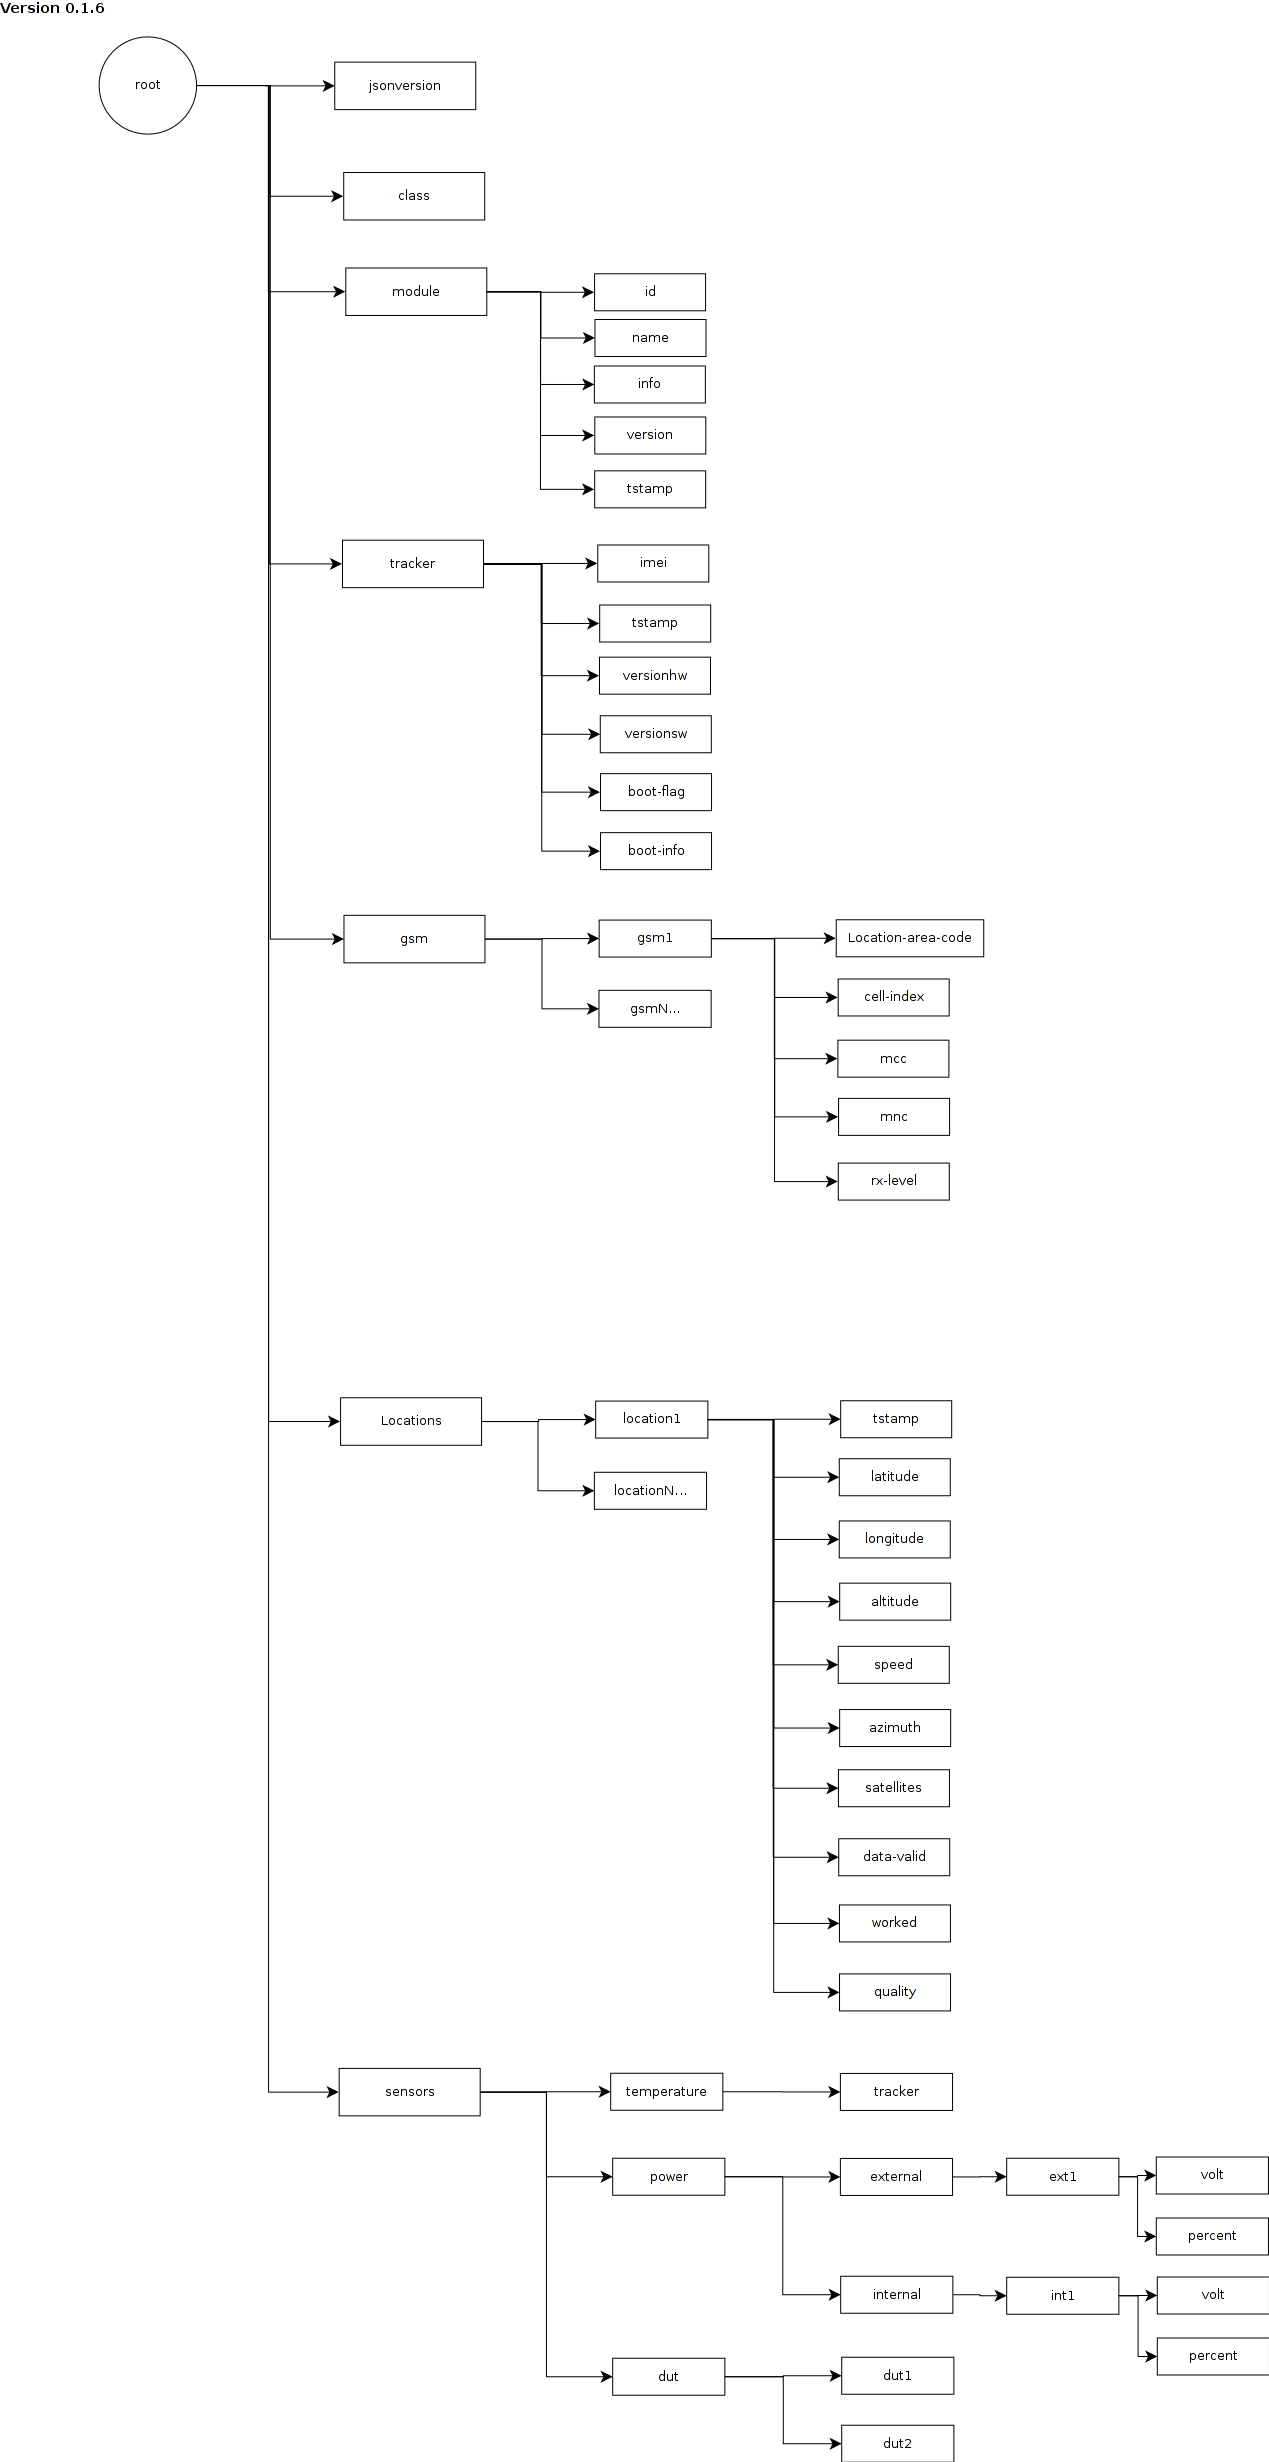 Version 0.1.6
root
jsonversion
class
module
id
name
info
version
tstamp
tracker
imei
tstamp
versionhw
versionsw
boot-flag
boot-info
gsm
gsm1
Location-area-code
cell-index
gsmN...
mcc
mnc
rx-level
Locations
location1
tstamp
latitude
locationN...
longitude
altitude
speed
azimuth
satellites
data-valid
worked
quality
sensors
temperature
tracker
power
external
ext1
volt
percent
internal
int1
volt
percent
dut
dut1
dut2